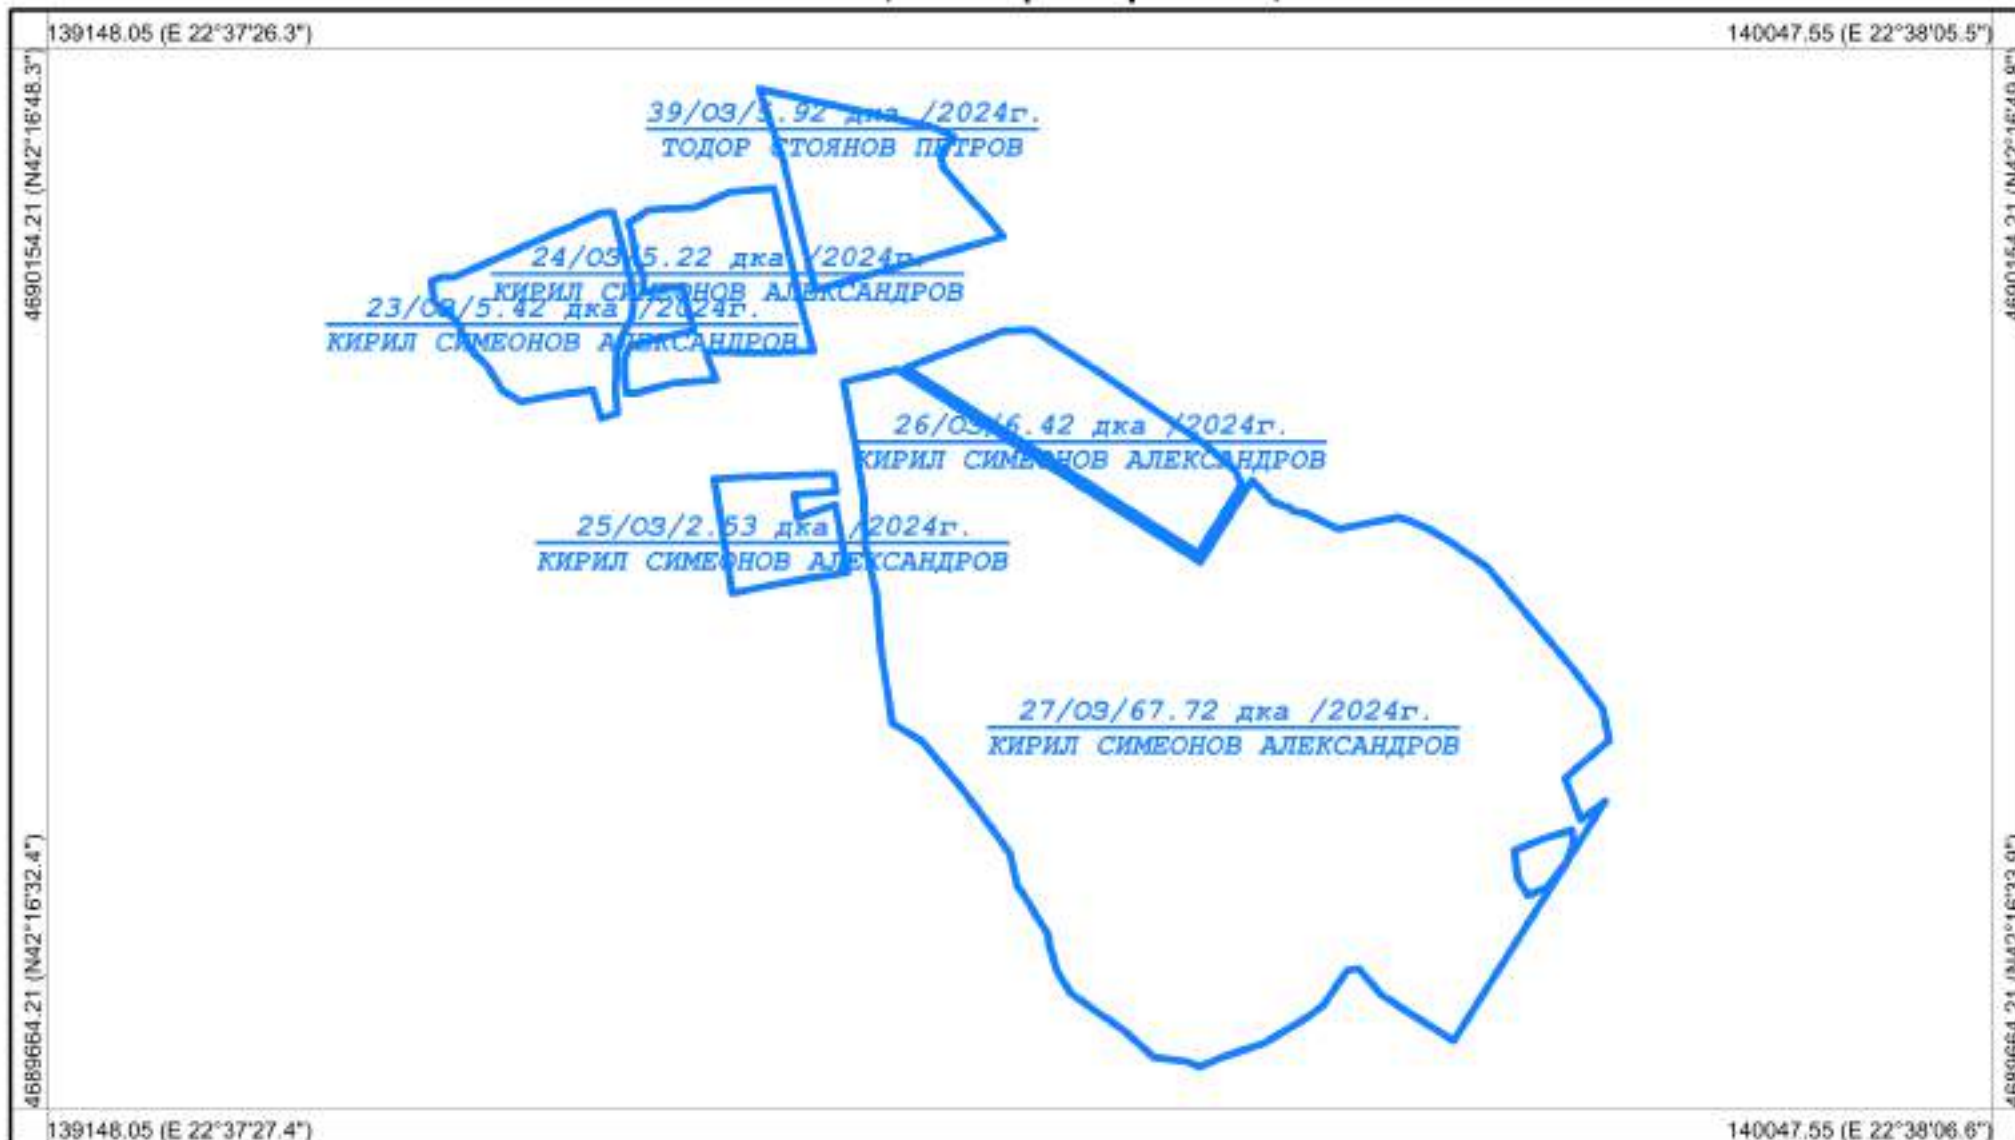 139148.05 (E 22°37'26.3")
140047.55 (E 22°38'05.5")
4690154.21 (N42°16'48.3")
39/ОЗ/5.92 дка /2024г.
ТОДОР СТОЯНОВ ПЕТРОВ
24/ОЗ/5.22 дка /2024г.
КИРИЛ СИМЕОНОВ АЛЕКСАНДРОВ
23/ОЗ/5.42 дка /2024г.
КИРИЛ СИМЕОНОВ АЛЕКСАНДРОВ
26/ОЗ/6.42 дка /2024г.
КИРИЛ СИМЕОНОВ АЛЕКСАНДРОВ
25/ОЗ/2.53 дка /2024г.
КИРИЛ СИМЕОНОВ АЛЕКСАНДРОВ
27/ОЗ/67.72 дка /2024г.
КИРИЛ СИМЕОНОВ АЛЕКСАНДРОВ
4689664.21 (N42°16'32.4")
139148.05 (E 22°37'27.4")
140047.55 (E 22°38'06.6")